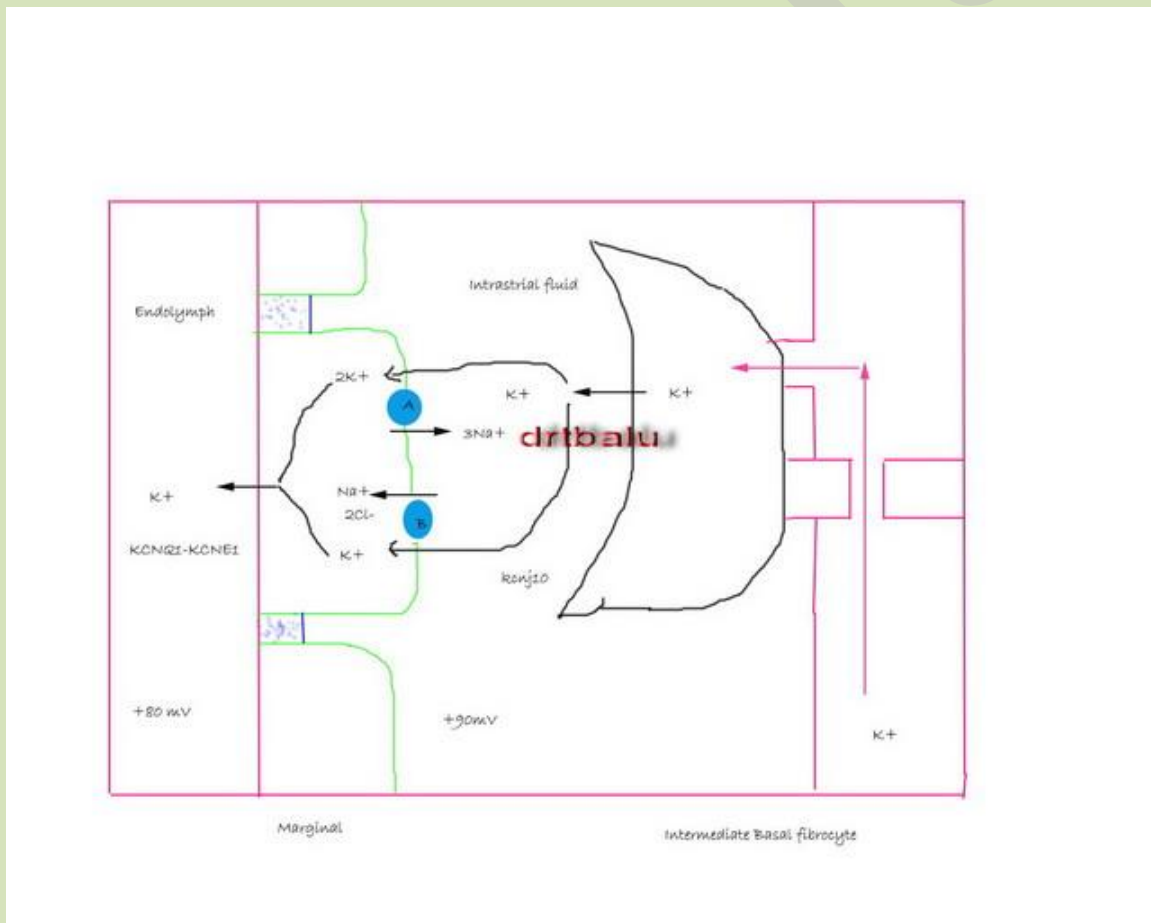 Intrastrial fluid
Endolymph
2K+
K+
K+
A
3Na+
drtbalu
K+
Na+
2Cl-
B
KCNQ1-KCNE1
K+
kcnj10
+80 mV
+90mV
K+
Marginal
Intermediate Basal fibrocyte